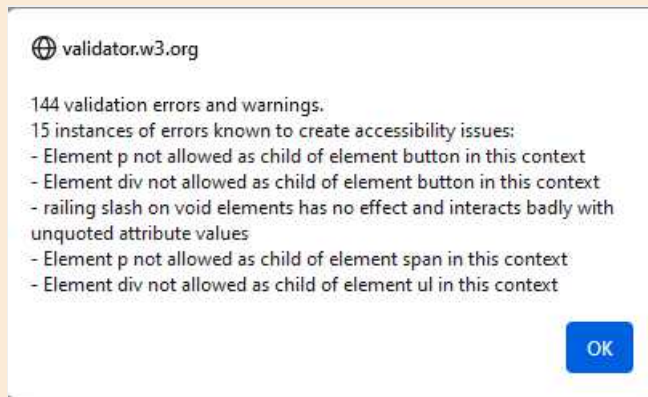 validator.w3.org
144 validation errors and warnings.
15 instances of errors known to create accessibility issues:
- Element p not allowed as child of element button in this context
- Element div not allowed as child of element button in this context
- railing slash on void elements has no effect and interacts badly with
unquoted attribute values
- Element p not allowed as child of element span in this context
- Element div not allowed as child of element ul in this context
OK